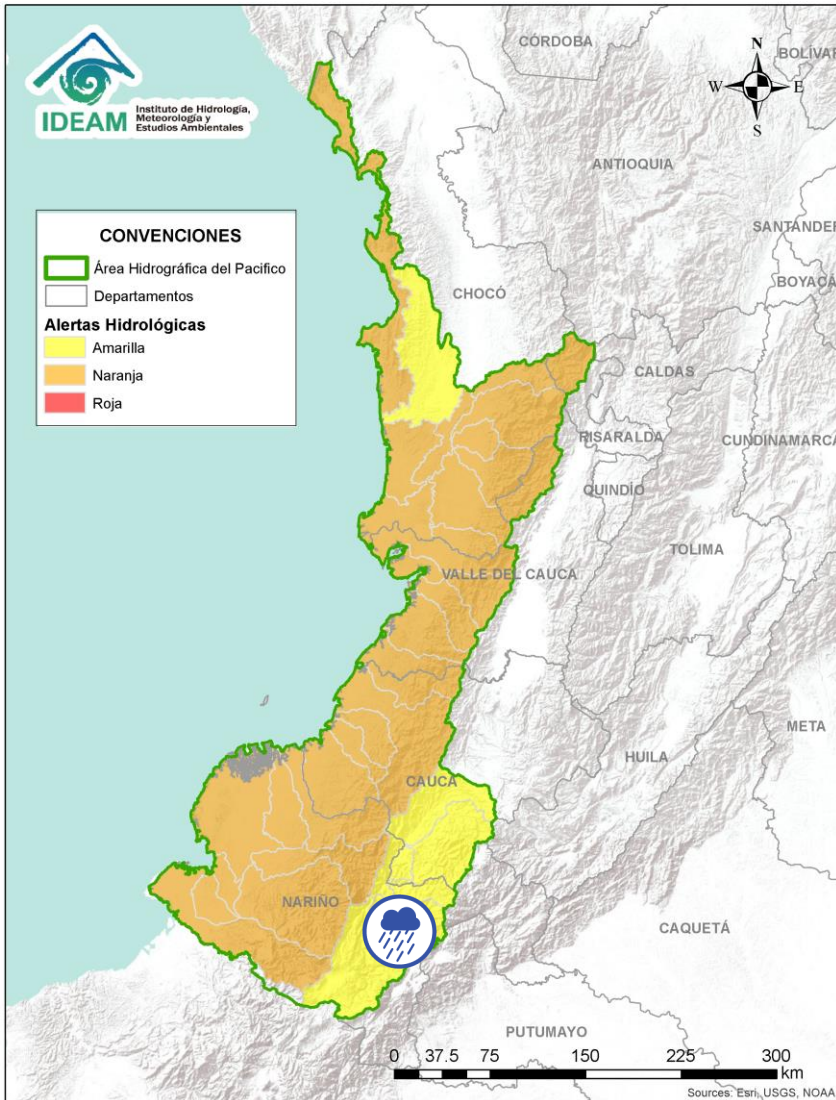 IDEAM
Instituto de Hidrología,
Meteorología y
Estudios Ambientales
CÓRDOBA
BOLÍVAR
N
W
E
S
ANTIOQUIA
SANTANDER
BOYACÁ
CONVENCIONES
Área Hidrográfica del Pacifico
Departamentos
Alertas Hidrológicas
Amarilla
Naranja
Roja
CHOCÓ
CALDAS
RISARALDA
CUNDINAMARCA
QUINDÍO
TOLIMA
VALLE DEL CAUCA
META
HUILA
CAUCA
NARIÑO
CAQUETÁ
PUTUMAYO
0 37.5 75 150 225 300
km
Sources: Esri, USGS, NOAA